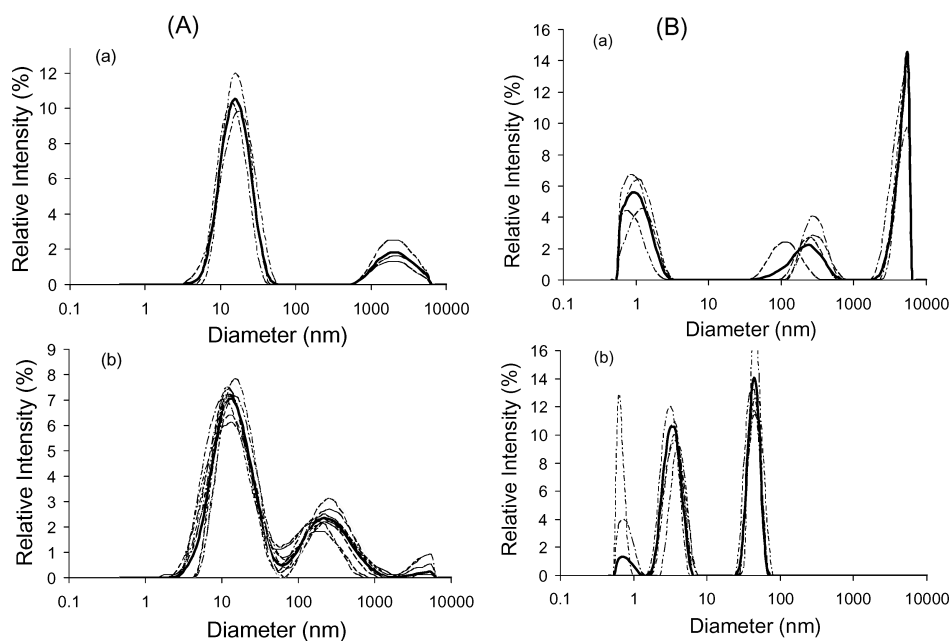 (A)
(a)
Relative Intensity (%)
12
10
8
6
4
2
0
0.1 1 10 100 1000 10000
Diameter (nm)
(b)
Relative Intensity (%)
9
8
7
6
5
4
3
2
1
0
0.1 1 10 100 1000 10000
Diameter (nm)
(B)
(a)
Relative Intensity (%)
16
14
12
10
8
6
4
2
0
0.1 1 10 100 1000 10000
Diameter (nm)
(b)
Relative Intensity (%)
16
14
12
10
8
6
4
2
0
0.1 1 10 100 1000 10000
Diameter (nm)